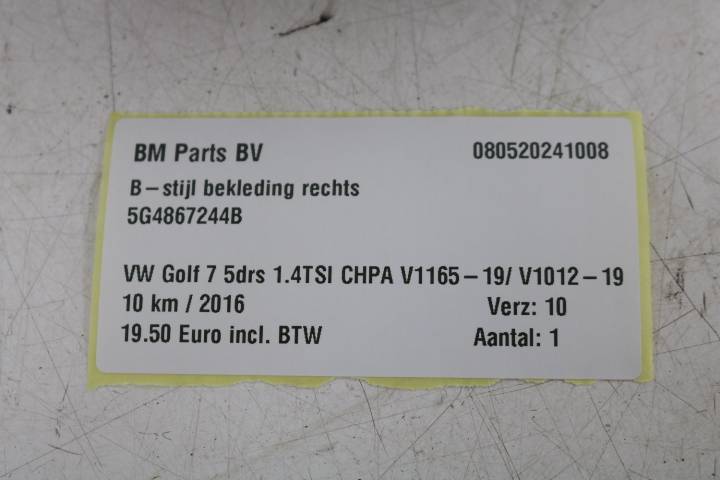 BM Parts BV 080520241008
B-stijl bekleding rechts
5G4867244B
VW Golf 7 5drs 1.4TSI CHPA V1165-19/ V1012-19
10 km / 2016 Verz: 10
19.50 Euro incl. BTW Aantal: 1